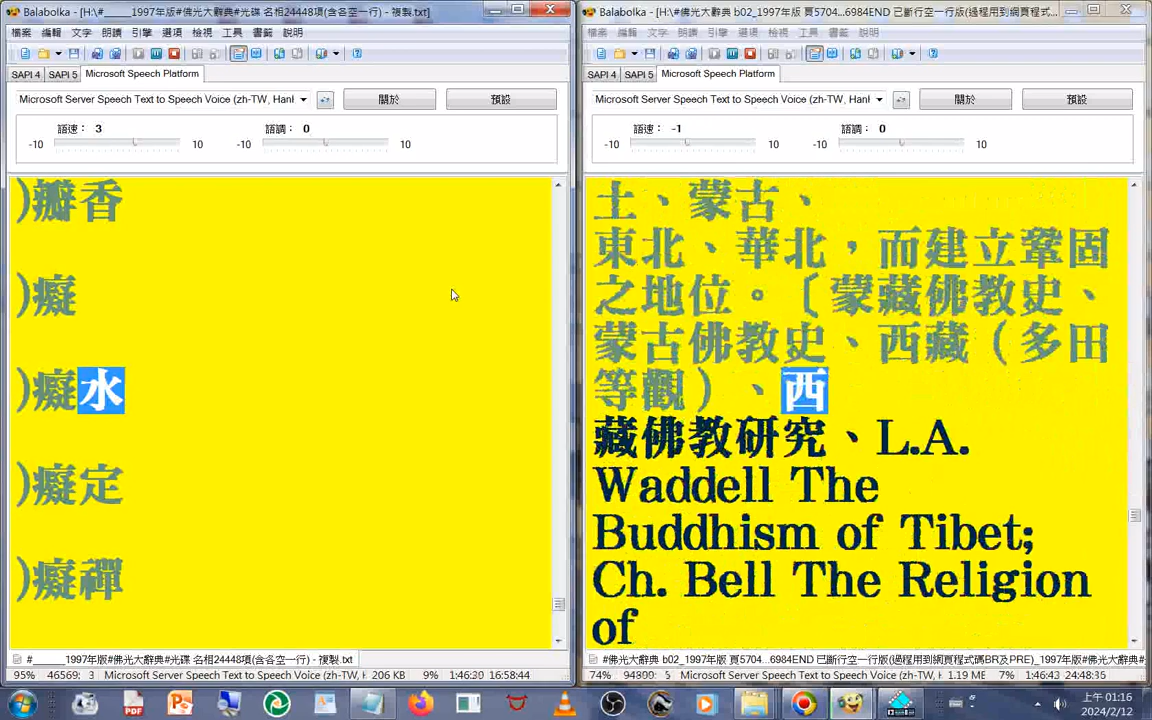 Balabolka - [H:\#_____1997年版#佛光大辭典#光碟 名相24448項(含各空一行) - 複製.txt]
檔案 編輯 文字 朗讀 引擎 選項 檢視 工具 書籤 說明
SAPI 4 SAPI 5 Microsoft Speech Platform
Microsoft Server Speech Text to Speech Voice (zh-TW, Hanl
關於
預設
語速： 3
語調： 0
-10 10 -10 10
)瓣香
)癡
)癡水
)癡定
)癡禪
#_____1997年版#佛光大辭典#光碟 名相24448項(含各空一行) - 複製.txt
95% 46569: 3 Microsoft Server Speech Text to Speech Voice (zh-TW, H 206 KB 9% 1:46:39 16:58:44
Balabolka - [H:\#佛光大辭典 b02_1997年版 頁5704...6984END 已斷行空一行版(過程用到網頁程式...
檔案 編輯 文字 朗讀 引擎 選項 檢視 工具 書籤 說明
SAPI 4 SAPI 5 Microsoft Speech Platform
Microsoft Server Speech Text to Speech Voice (zh-TW, Hanl
關於
預設
語速： -1
語調： 0
-10 10 -10 10
土、蒙古、
東北、華北，而建立鞏固
之地位。〔蒙藏佛教史、
蒙古佛教史、西藏（多田
等觀）、西
藏佛教研究、L.A.
Waddell The
Buddhism of Tibet;
Ch. Bell The Religion
of
#佛光大辭典 b02_1997年版 頁5704...6984END 已斷行空一行版(過程用到網頁程式碼BR及PRE)_1997年版#佛光大辭典#
74% Microsoft Server Speech Text to Speech Voice (zh-TW, H 1.19 ME 7% 1:46:43 24:48:35
上午 01:16
2024/2/12